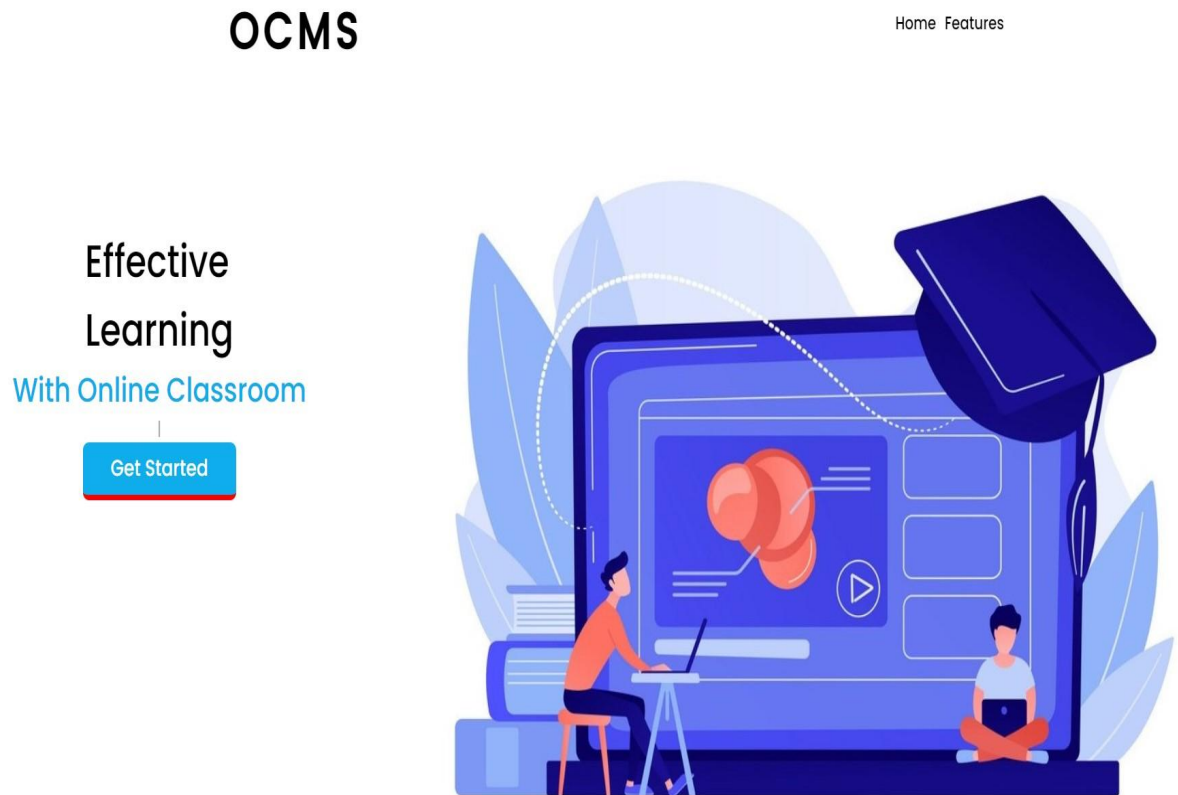 OCMS
Home Features
Effective
Learning
With Online Classroom
Get Started